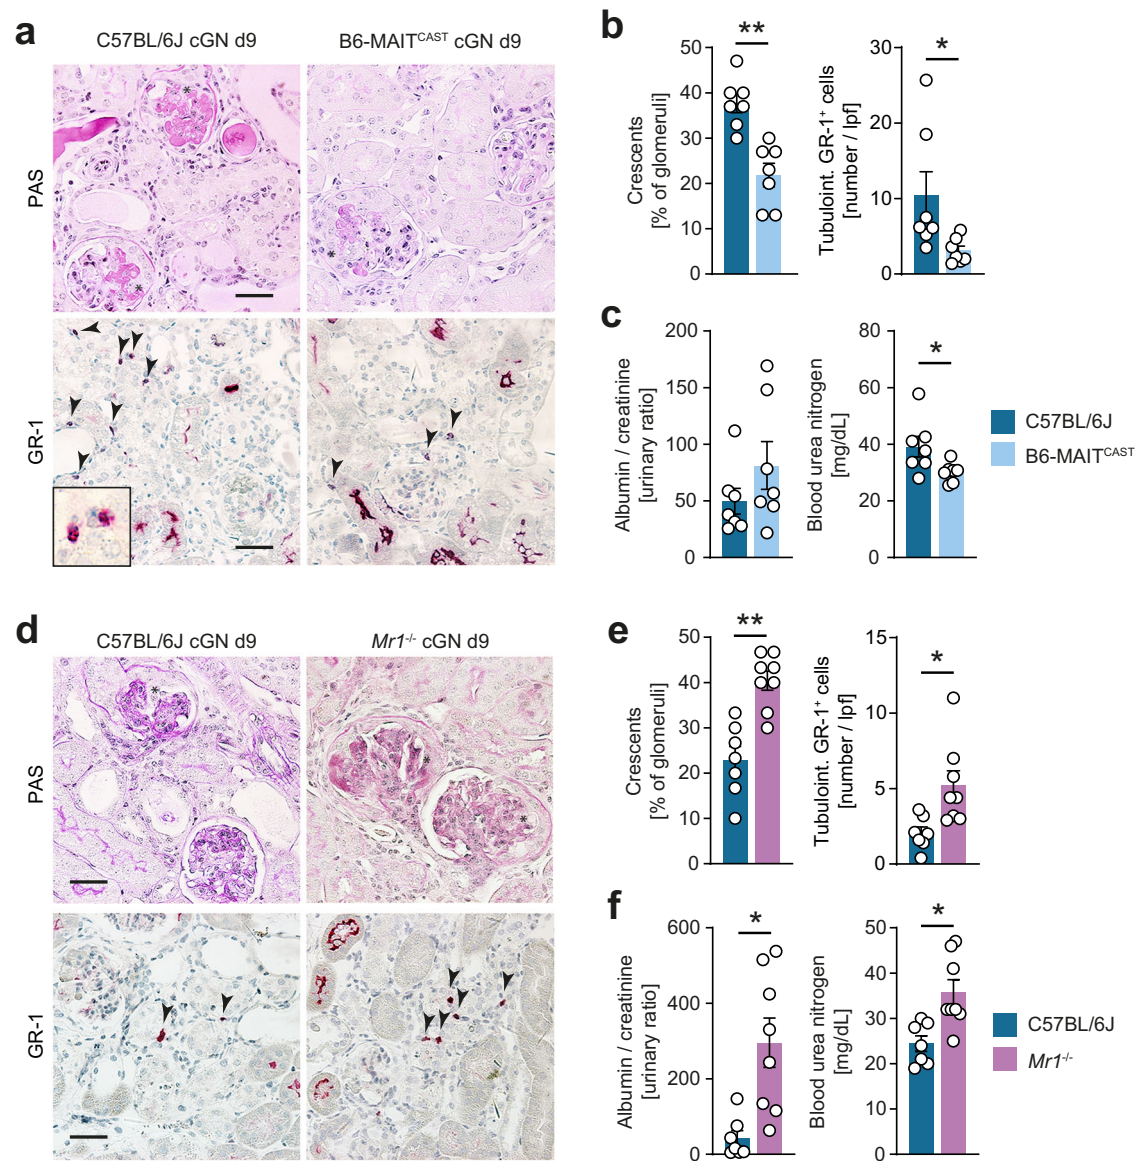 a
C57BL/6J cGN d9
B6-MAITCAST cGN d9
PAS
*
*
*
GR-1
b
Crescents
[% of glomeruli]
50
40
30
20
10
0
**
Tubuloint. GR-1+ cells
[number / lpf]
30
20
10
0
*
c
Albumin / creatinine
[urinary ratio]
200
150
100
50
0
Blood urea nitrogen
[mg/dL]
80
60
40
20
0
*
C57BL/6J
B6-MAITCAST
d
C57BL/6J cGN d9
Mr1-/- cGN d9
PAS
*
*
*
GR-1
e
Crescents
[% of glomeruli]
50
40
30
20
10
0
**
Tubuloint. GR-1+ cells
[number / lpf]
15
10
5
0
*
f
Albumin / creatinine
[urinary ratio]
600
400
200
0
*
Blood urea nitrogen
[mg/dL]
50
40
30
20
10
0
*
C57BL/6J
Mr1-/-